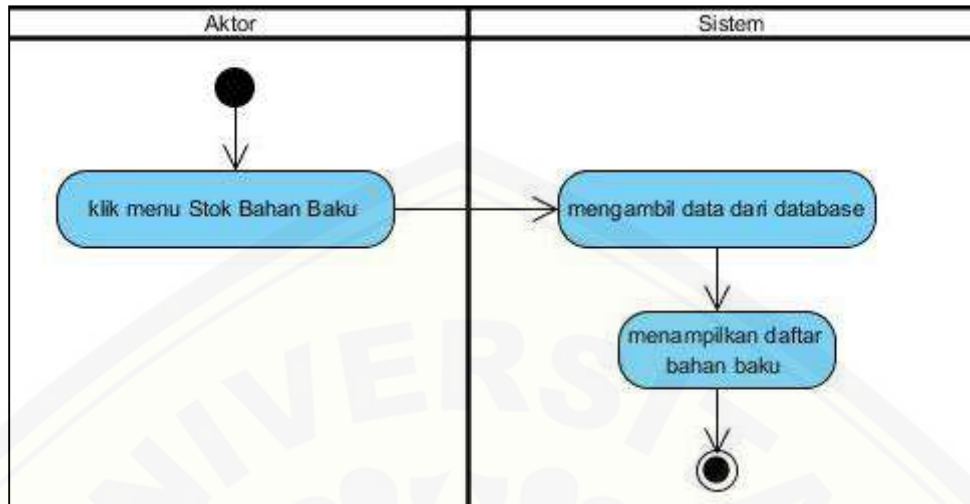 Aktor
Sistem
klik menu Stok Bahan Baku
mengambil data dari database
menampilkan daftar
bahan baku